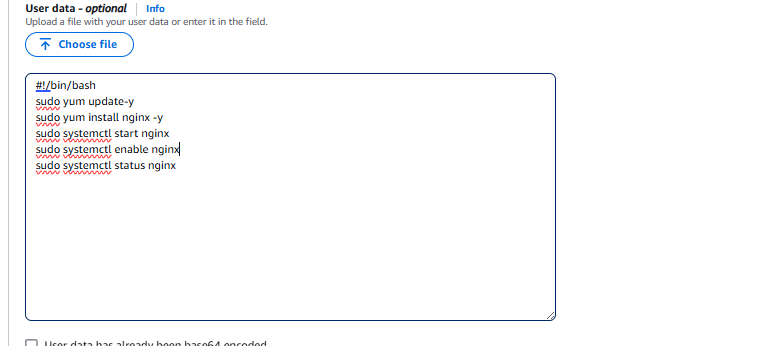 User data - optional Info
Upload a file with your user data or enter it in the field.
Choose file
#!/bin/bash
sudo yum update-y
sudo yum install nginx -y
sudo systemctl start nginx
sudo systemctl enable nginx
sudo systemctl status nginx
User data has already been base64 encoded